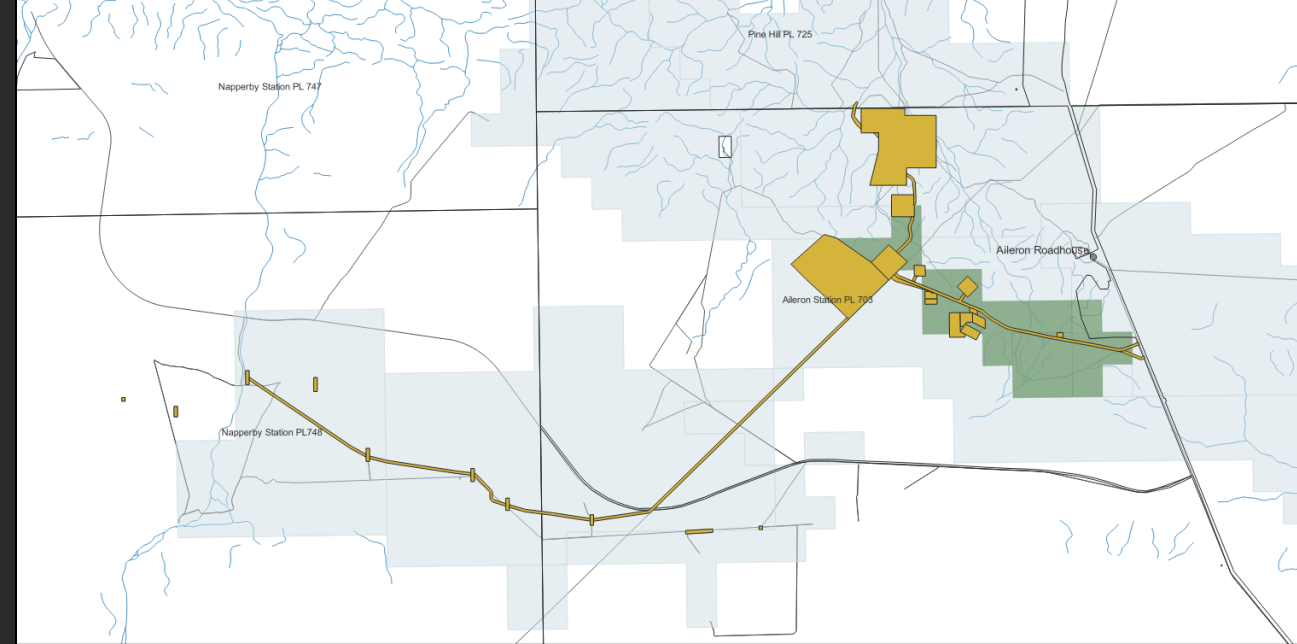 Pine Hill PL 725
Napperby Station PL 747
Aileron Roadhouse
Aileron Station PL 703
Napperby Station PL748